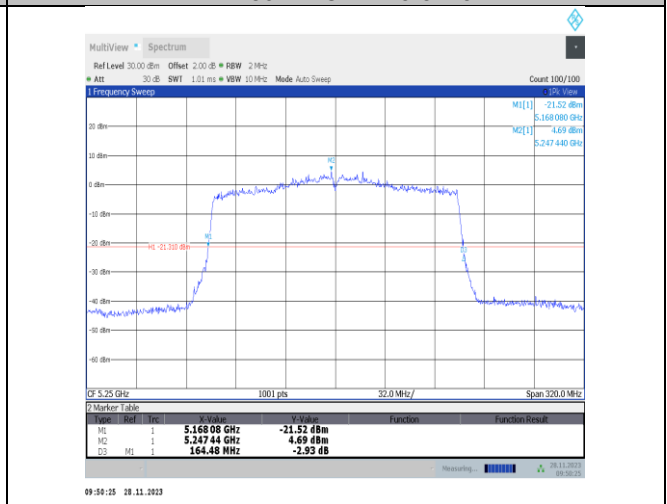 MultiView Spectrum
Ref Level 30.00 dBm Offset 2.00 dB RBW 2 MHz
Att 30 dB SWT 1.01 ms VBW 10 MHz Mode Auto Sweep Count 100/100
1 Frequency Sweep 1Pk View
M1[1] -21.52 dBm
5.168 080 GHz
M2[1] 4.69 dBm
5.247 440 GHz
20 dBm
M2
10 dBm
0 dBm
-10 dBm
M1
-20 dBm
H1 -21.310 dBm
D3
-30 dBm
-40 dBm
-50 dBm
-60 dBm
CF 5.25 GHz 1001 pts 32.0 MHz/ Span 320.0 MHz
2 Marker Table
Type Ref Trc X-Value Y-Value Function Function Result
M1 1 5.168 08 GHz -21.52 dBm
M2 1 5.247 44 GHz 4.69 dBm
D3 M1 1 164.48 MHz -2.93 dB
Measuring... 28.11.2023
09:50:25
09:50:25 28.11.2023